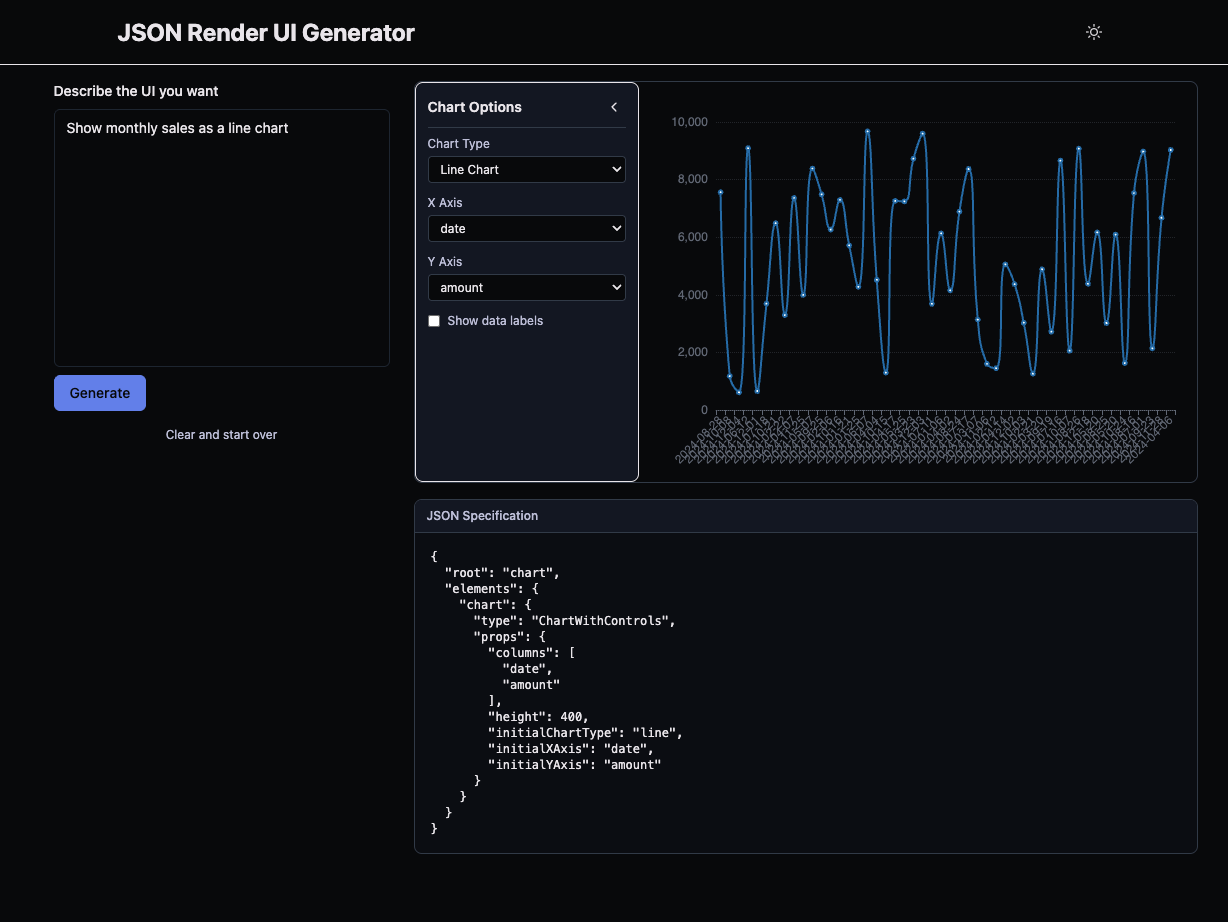 JSON Render UI Generator
Describe the UI you want
Show monthly sales as a line chart
Generate
Clear and start over
Chart Options
Chart Type
Line Chart
X Axis
date
Y Axis
amount
Show data labels
10,000
8,000
6,000
4,000
2,000
0
JSON Specification
{
  "root": "chart",
  "elements": {
    "chart": {
      "type": "ChartWithControls",
      "props": {
        "columns": [
          "date",
          "amount"
        ],
        "height": 400,
        "initialChartType": "line",
        "initialXAxis": "date",
        "initialYAxis": "amount"
      }
    }
  }
}